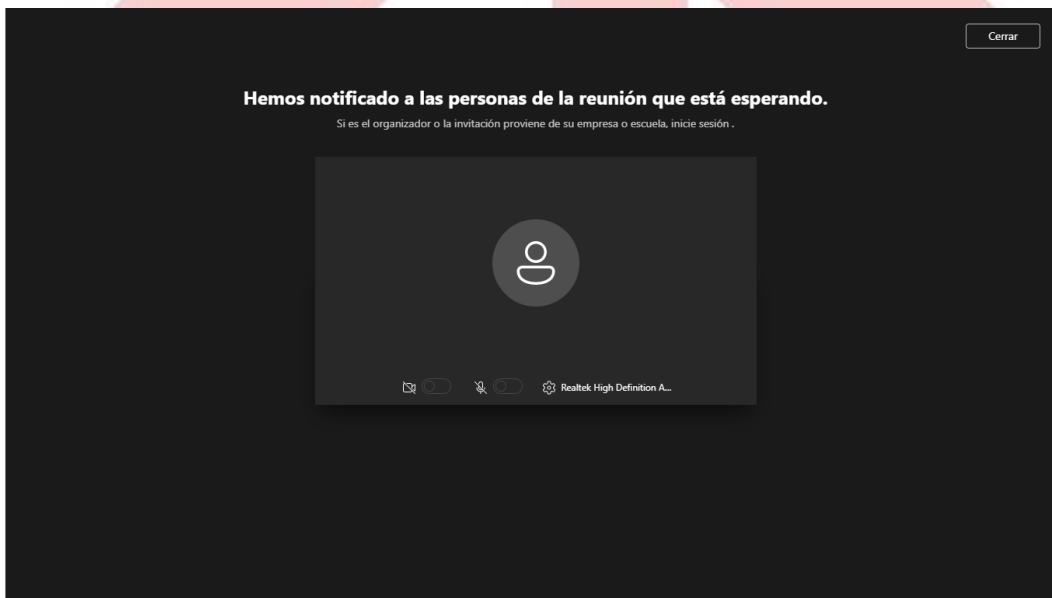 Cerrar
Hemos notificado a las personas de la reunión que está esperando.
Si es el organizador o la invitación proviene de su empresa o escuela, inicie sesión .
Realtek High Definition A...